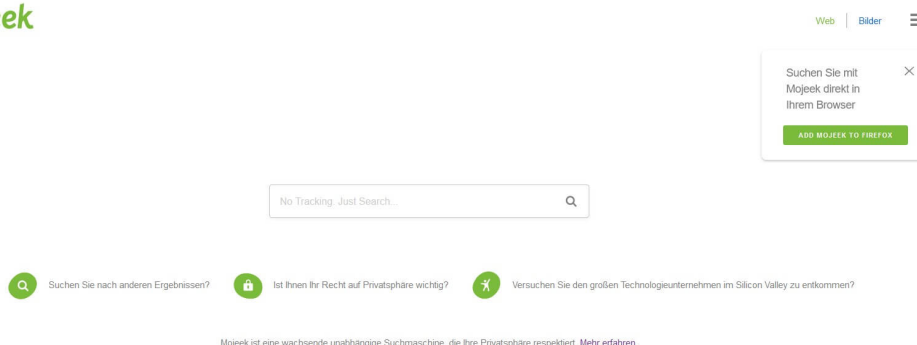 ek
Web
Bilder
Suchen Sie mit
Mojeek direkt in
Ihrem Browser
ADD MOJEEK TO FIREFOX
No Tracking. Just Search...
Suchen Sie nach anderen Ergebnissen?
Ist Ihnen Ihr Recht auf Privatsphäre wichtig?
Versuchen Sie den großen Technologieunternehmen im Silicon Valley zu entkommen?
Mojeek ist eine wachsende unabhängige Suchmaschine, die Ihre Privatsphäre respektiert. Mehr erfahren